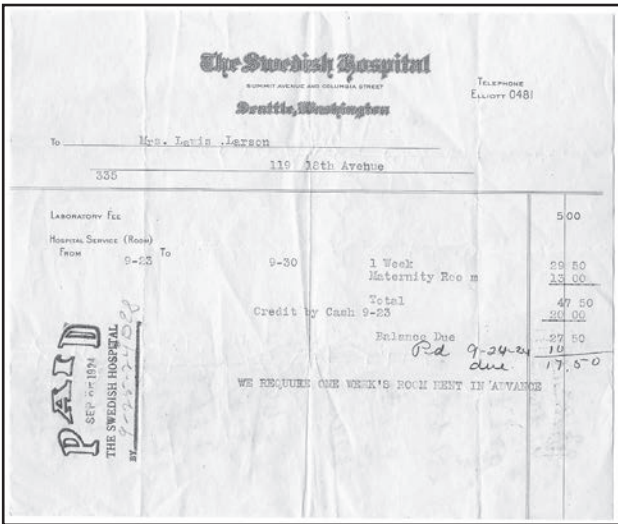 The Swedish Hospital
SUMMIT AVENUE AND COLUMBIA STREET
Seattle, Washington
TELEPHONE
ELLIOTT 0481
To Mrs. Lewis Larson
119 18th Avenue
335
LABORATORY FEE 5 00
HOSPITAL SERVICE (ROOM)
FROM 9-23 To 9-30 1 Week 29 50
Maternity Room 13 00
Total 47 50
Credit by Cash 9-23 20 00
Balance Due 27 50
Pd 9-24-24 10
due 17.50
WE REQUIRE ONE WEEK'S ROOM RENT IN ADVANCE
PAID
SEP 1924
THE SWEDISH HOSPITAL
BY